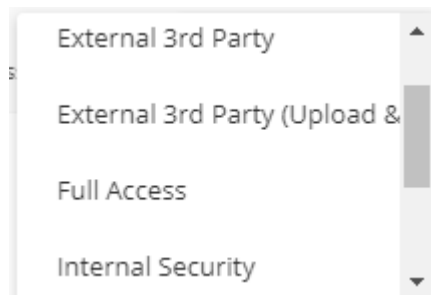 External 3rd Party
External 3rd Party (Upload &
Full Access
Internal Security